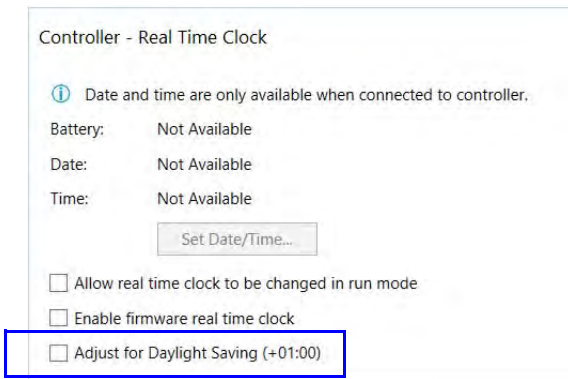 Controller - Real Time Clock
Date and time are only available when connected to controller.
Battery: Not Available
Date: Not Available
Time: Not Available
Set Date/Time...
Allow real time clock to be changed in run mode
Enable firmware real time clock
Adjust for Daylight Saving (+01:00)